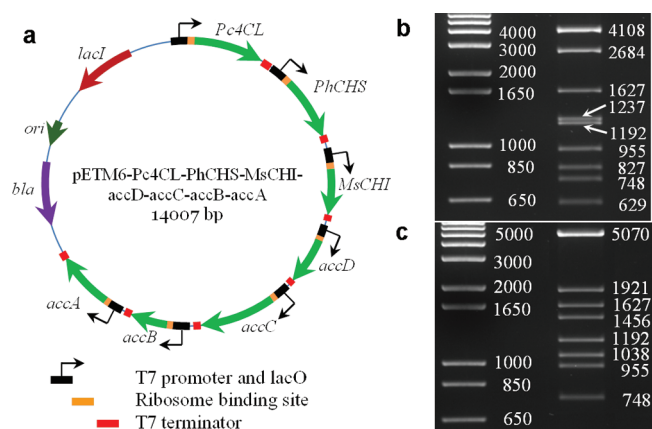 a
Pc4CL
lacI
PhCHS
ori
pETM6-Pc4CL-PhCHS-MsCHI-
accD-accC-accB-accA
14007 bp
MsCHI
bla
accD
accA
accB
accC
T7 promoter and lacO
Ribosome binding site
T7 terminator
b
4000
3000
2000
1650
1000
850
650
4108
2684
1627
1237
1192
955
827
748
629
c
5000
3000
2000
1650
1000
850
650
5070
1921
1627
1456
1192
1038
955
748